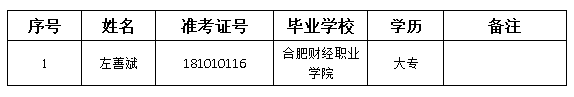 序号 姓名 准考证号 毕业学校 学历 备注
1 左善斌 181010116 合肥财经职业学院 大专